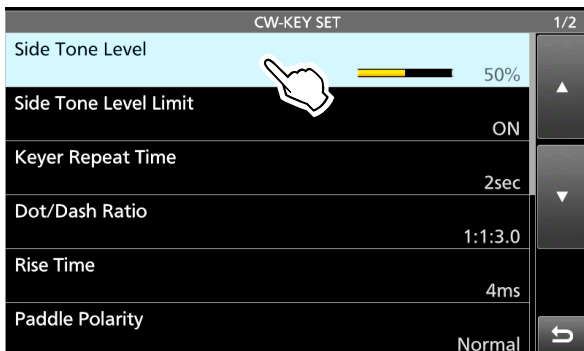 CW-KEY SET 1/2
Side Tone Level
50%
Side Tone Level Limit
ON
Keyer Repeat Time
2sec
Dot/Dash Ratio
1:1:3.0
Rise Time
4ms
Paddle Polarity
Normal